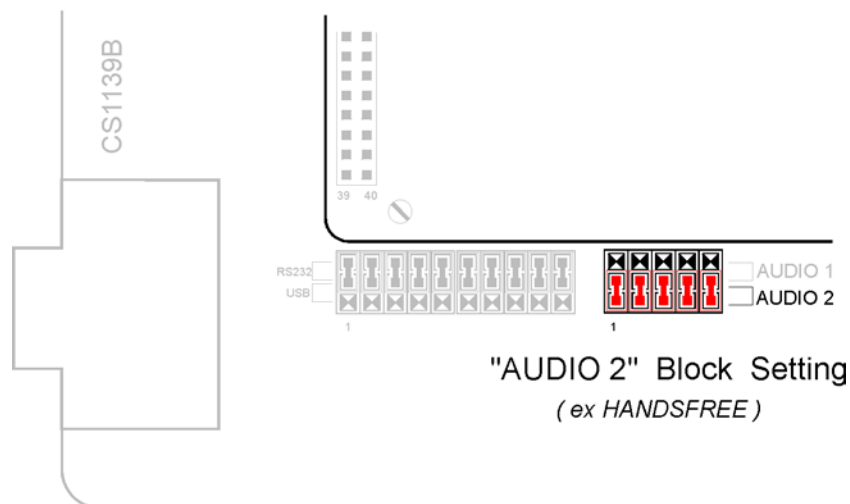 CS1139B
39 40
RS232
USB
1
AUDIO 1
AUDIO 2
1
"AUDIO 2" Block Setting
( ex HANDSFREE )